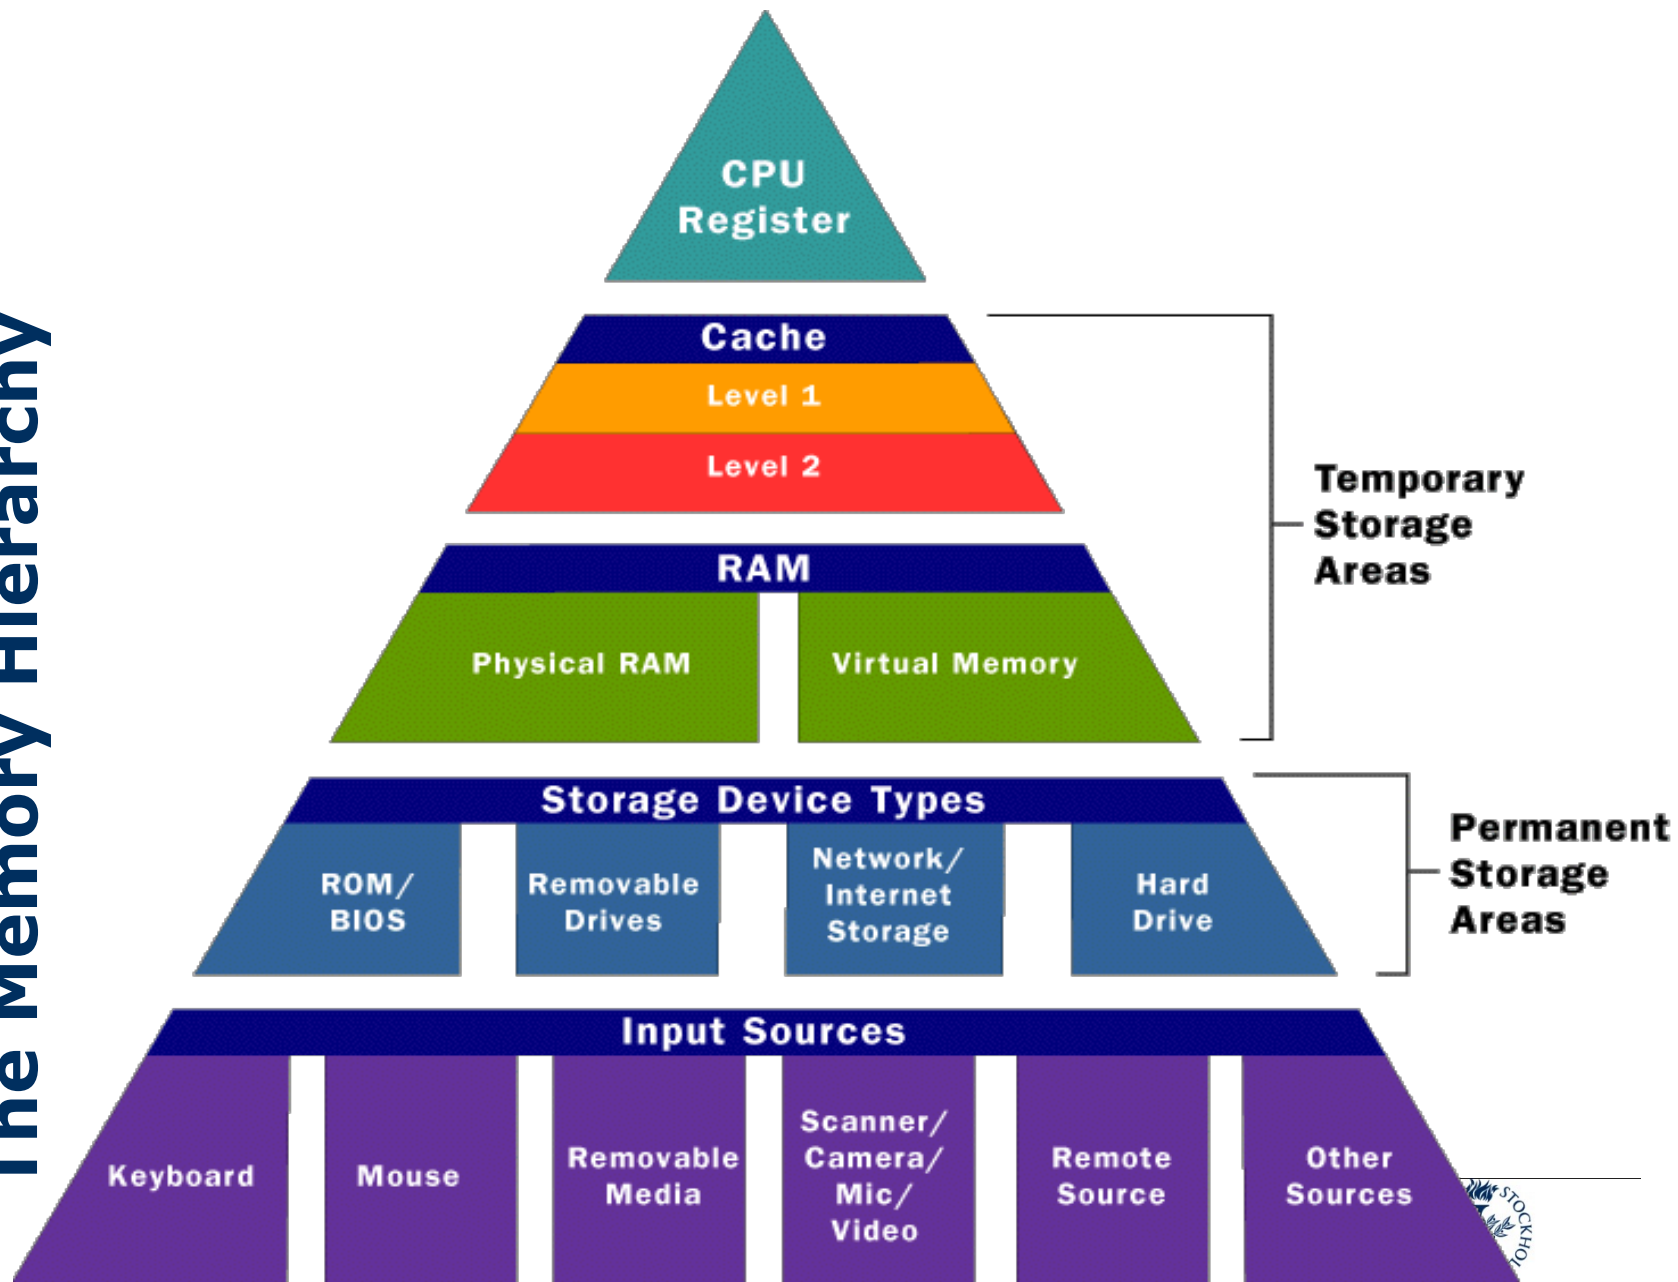 The Memory Hierarchy
CPU
Register
Cache
Level 1
Level 2
RAM
Physical RAM
Virtual Memory
Temporary
Storage
Areas
Storage Device Types
ROM/
BIOS
Removable
Drives
Network/
Internet
Storage
Hard
Drive
Permanent
Storage
Areas
Input Sources
Keyboard
Mouse
Removable
Media
Scanner/
Camera/
Mic/
Video
Remote
Source
Other
Sources
STOCKHOL